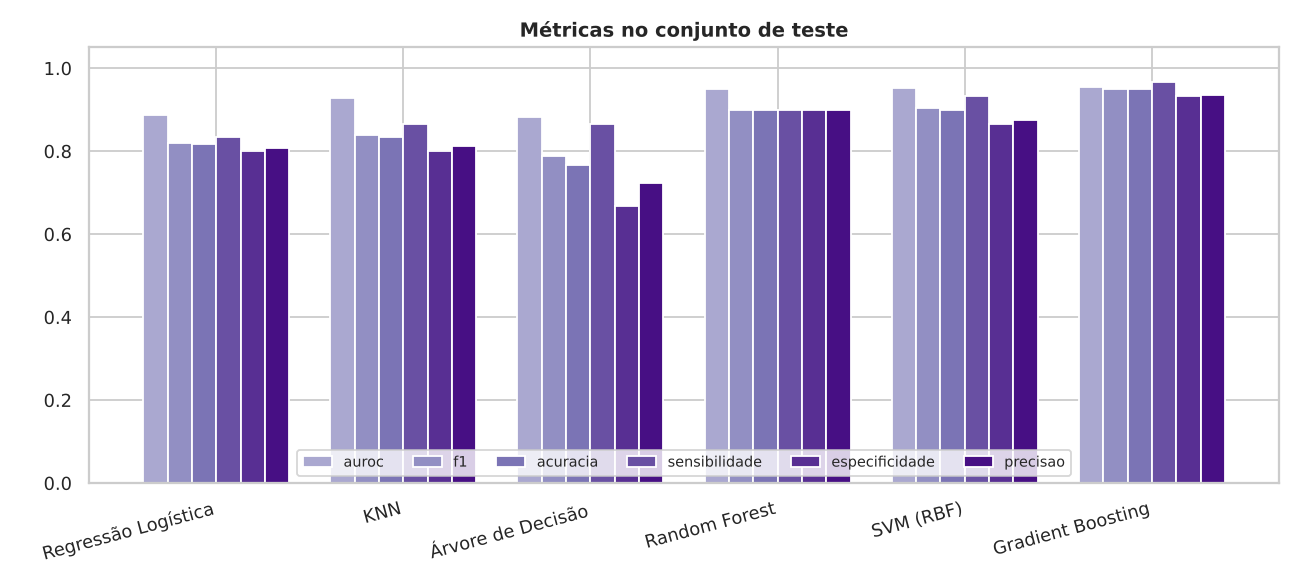 Métricas no conjunto de teste
1.0
0.8
0.6
0.4
0.2
0.0
auroc f1 acuracia sensibilidade especificidade precisao
Regressão Logística KNN Árvore de Decisão Random Forest SVM (RBF) Gradient Boosting